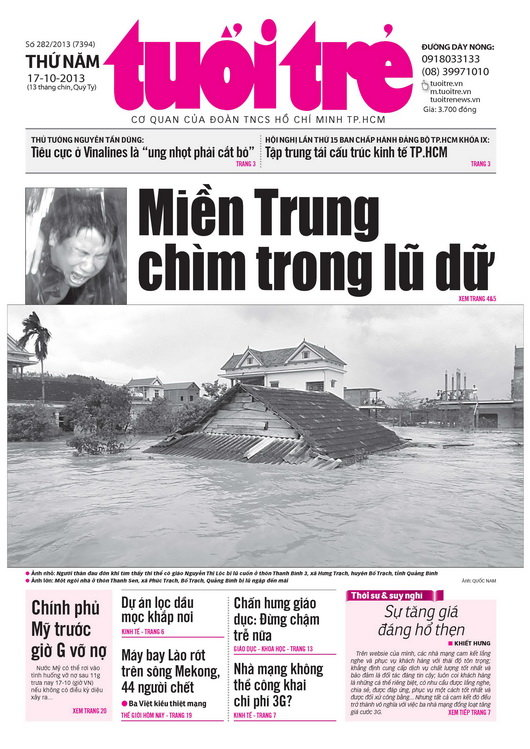 Số 282/2013 (7394)
THỨ NĂM
17-10-2013
(13 tháng chín, Quý Tỵ)
tuổi trẻ
CƠ QUAN CỦA ĐOÀN TNCS HỒ CHÍ MINH TP.HCM
ĐƯỜNG DÂY NÓNG:
0918033133
(08) 39971010
tuoitre.vn
m.tuoitre.vn
tuoitrenews.vn
Giá: 3.700 đồng
THỦ TƯỚNG NGUYỄN TẤN DŨNG:
Tiêu cực ở Vinalines là “ung nhọt phải cắt bỏ”
TRANG 3
HỘI NGHỊ LẦN THỨ 15 BAN CHẤP HÀNH ĐẢNG BỘ TP.HCM KHÓA IX:
Tập trung tái cấu trúc kinh tế TP.HCM
TRANG 3
Miền Trung
chìm trong lũ dữ
XEM TRANG 4&5
Ảnh nhỏ: Người thân đau đớn khi tìm thấy thi thể cô giáo Nguyễn Thị Lộc bị lũ cuốn ở thôn Thanh Bình 2, xã Hưng Trạch, huyện Bố Trạch, tỉnh Quảng Bình
Ảnh lớn: Một ngôi nhà ở thôn Thanh Sen, xã Phúc Trạch, Bố Trạch, Quảng Bình bị lũ ngập đến mái
ẢNH: QUỐC NAM
Chính phủ
Mỹ trước
giờ G vỡ nợ
Nước Mỹ có thể rơi vào
tình huống vỡ nợ sau 11g
trưa nay 17-10 (giờ VN)
nếu không có điều kỳ diệu
xảy ra...
XEM TRANG 20
Dự án lọc dầu
mọc khắp nơi
KINH TẾ - TRANG 6
Máy bay Lào rớt
trên sông Mekong,
44 người chết
Ba Việt kiều thiệt mạng
THẾ GIỚI HÔM NAY - TRANG 19
Chấn hưng giáo
dục: Đừng chậm
trễ nữa
GIÁO DỤC - KHOA HỌC - TRANG 13
Nhà mạng không
thể công khai
chi phí 3G?
KINH TẾ - TRANG 7
Thời sự & suy nghĩ
Sự tăng giá
đáng hổ thẹn
KHIẾT HƯNG
Trên website của mình, các nhà mạng cam kết lắng
nghe và phục vụ khách hàng với thái độ tôn trọng,
khẳng định cung cấp dịch vụ chất lượng tốt nhất và
bảo đảm là đối tác đáng tin cậy; luôn coi khách hàng
là những cá thể riêng biệt, có nhu cầu được lắng nghe,
chia sẻ, được đáp ứng, phục vụ một cách tốt nhất và
được đối xử công bằng... Nhưng tất cả cam kết đó đều
trở thành vô nghĩa với việc ba nhà mạng đồng loạt tăng
giá cước 3G.
XEM TIẾP TRANG 7